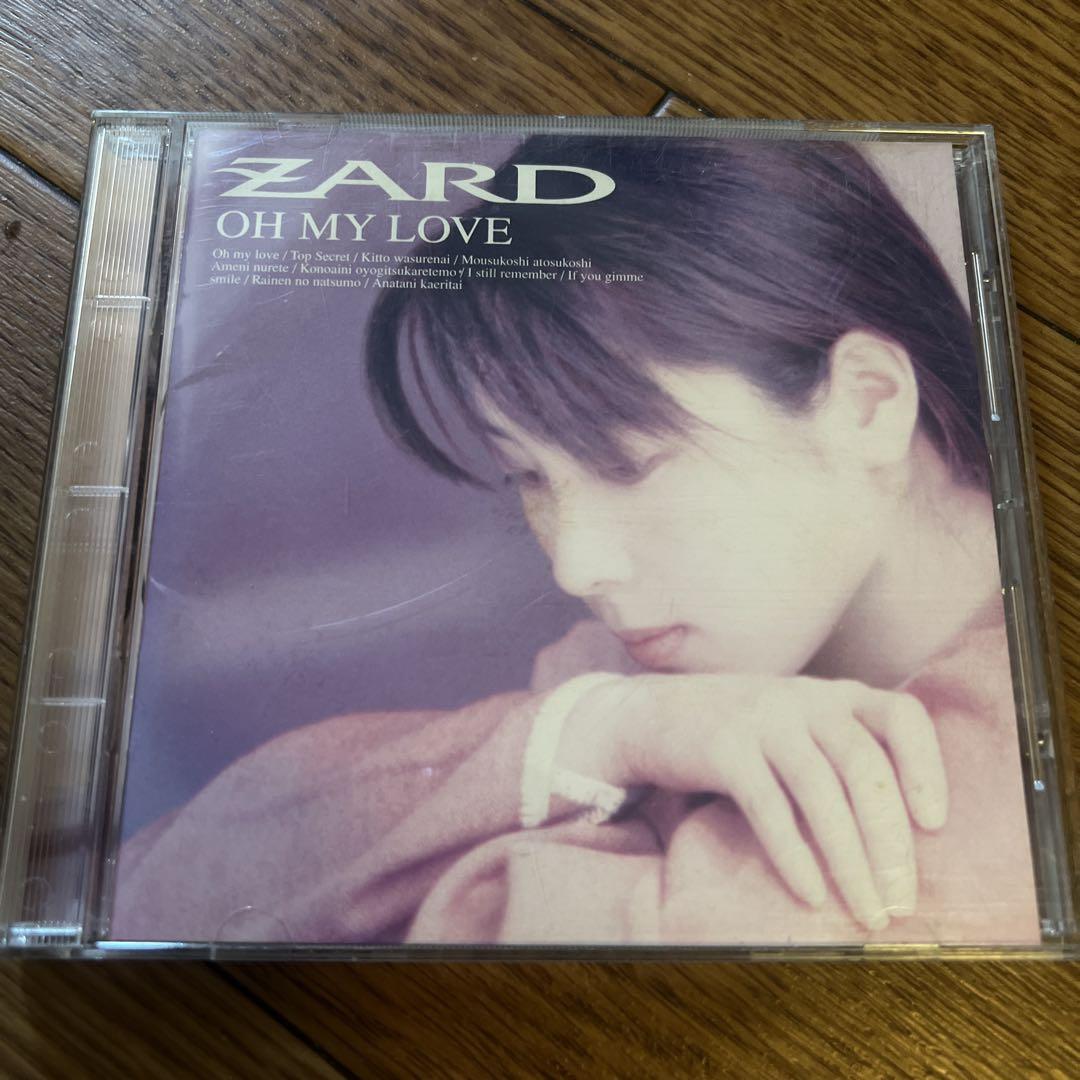 ZARD
OH MY LOVE
Oh my love / Top Secret / Kitto wasurenai / Mousukoshi atosukoshi
Ameni nurete / Konoaini oyogitsukaretemo / I still remember / If you gimme
smile / Rainen no natsumo / Anatani kaeritai